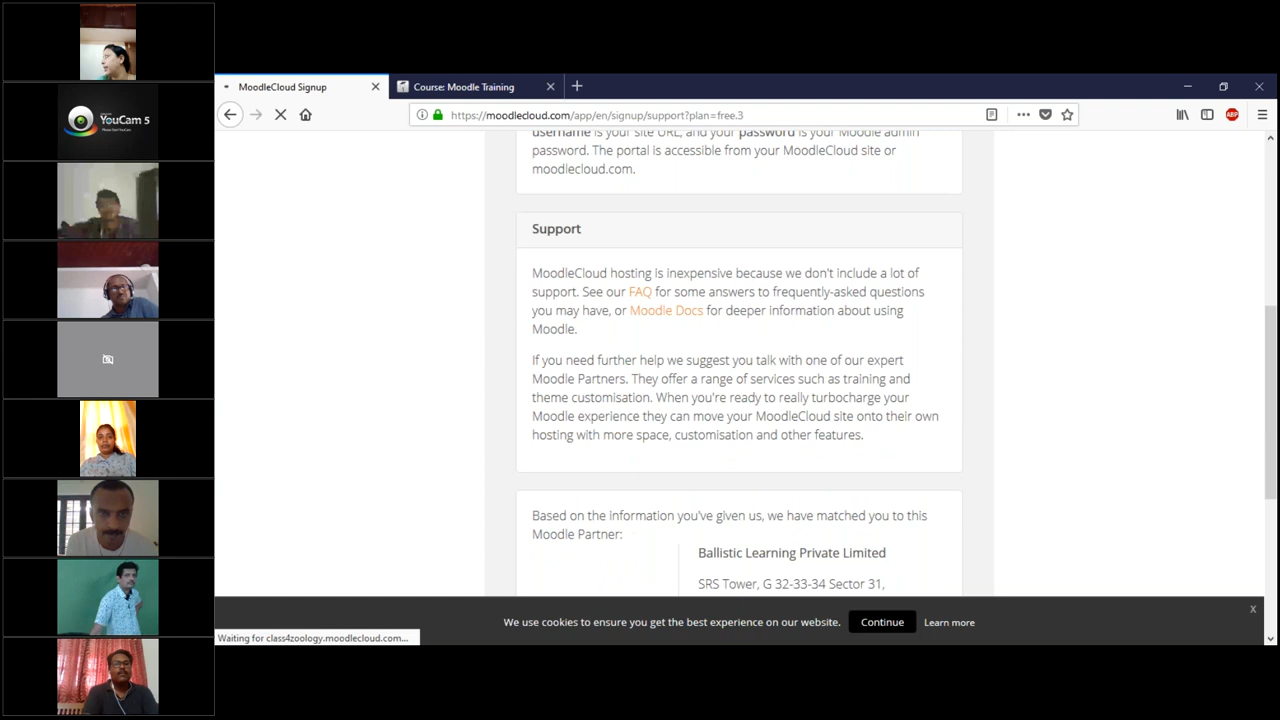 YouCam 5
MoodleCloud Signup
Course: Moodle Training
https://moodlecloud.com/app/en/signup/support?plan=free.3
ABP
username is your site URL, and your password is your Moodle admin
password. The portal is accessible from your MoodleCloud site or
moodlecloud.com.
Support
MoodleCloud hosting is inexpensive because we don't include a lot of
support. See our FAQ for some answers to frequently-asked questions
you may have, or Moodle Docs for deeper information about using
Moodle.
If you need further help we suggest you talk with one of our expert
Moodle Partners. They offer a range of services such as training and
theme customisation. When you're ready to really turbocharge your
Moodle experience they can move your MoodleCloud site onto their own
hosting with more space, customisation and other features.
Based on the information you've given us, we have matched you to this
Moodle Partner:
Ballistic Learning Private Limited
SRS Tower, G 32-33-34 Sector 31,
We use cookies to ensure you get the best experience on our website.
Continue
Learn more
X
Waiting for class4zoology.moodlecloud.com...